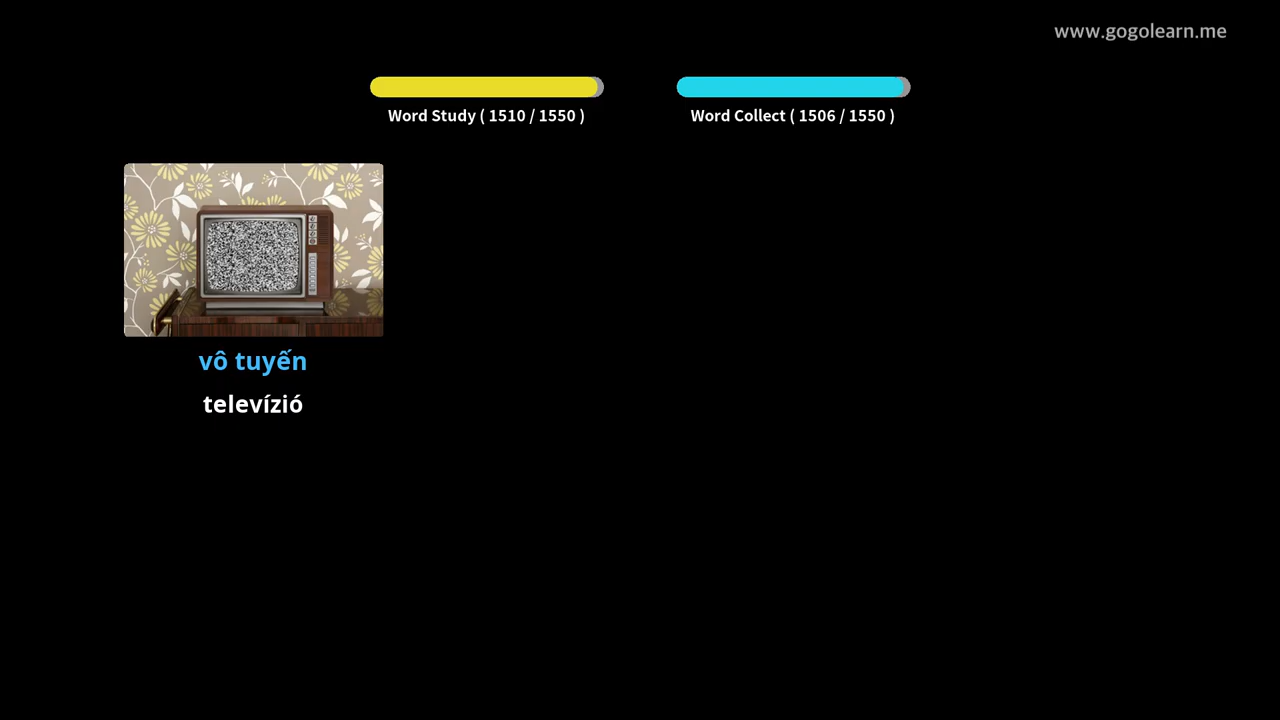 www.gogolearn.me
Word Study ( 1510 / 1550 )
Word Collect ( 1506 / 1550 )
vô tuyến
televízió